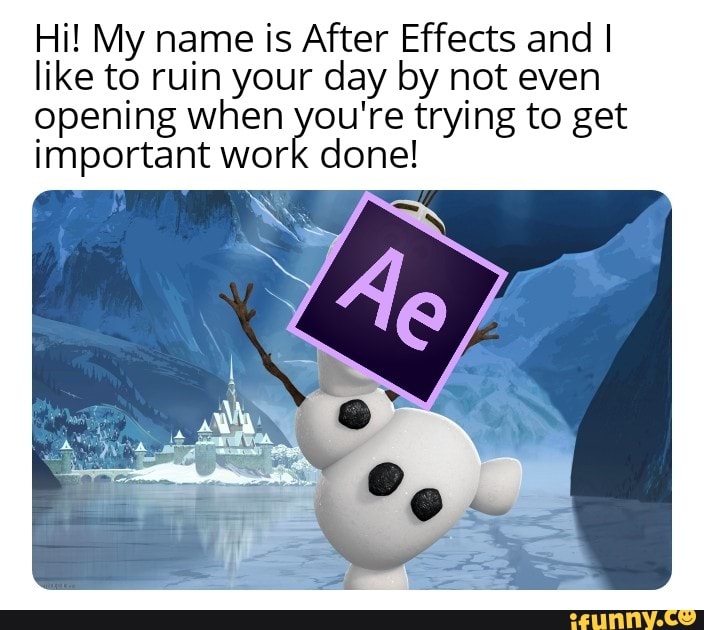 Hi! My name is After Effects and I
like to ruin your day by not even
opening when you're trying to get
important work done!
Ae
ifunny.co